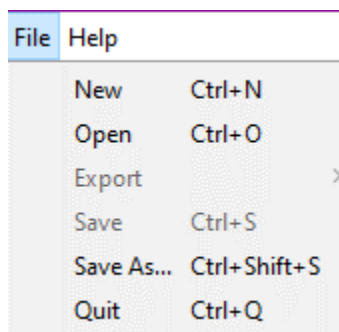 File Help
New Ctrl+N
Open Ctrl+O
Export
Save Ctrl+S
Save As... Ctrl+Shift+S
Quit Ctrl+Q